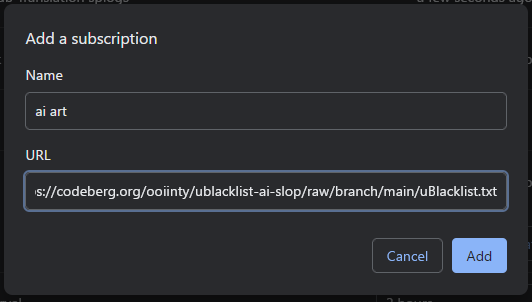 Add a subscription
Name
ai art
URL
os://codeberg.org/ooiinty/ublacklist-ai-slop/raw/branch/main/uBlacklist.txt
Cancel
Add